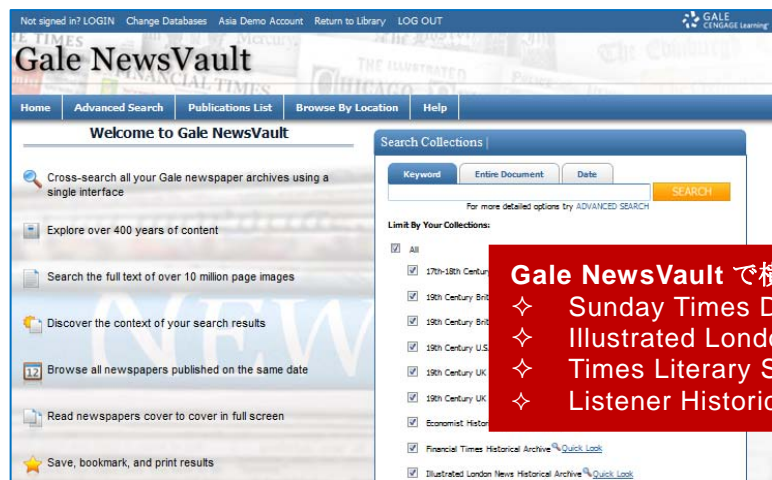 Not signed in? LOGIN Change Databases Asia Demo Account Return to Library LOG OUT
GALE
CENGAGE Learning
Gale NewsVault
Home Advanced Search Publications List Browse By Location Help
Welcome to Gale NewsVault
Cross-search all your Gale newspaper archives using a
single interface
Explore over 400 years of content
Search the full text of over 10 million page images
Discover the context of your search results
12 Browse all newspapers published on the same date
Read newspapers cover to cover in full screen
Save, bookmark, and print results
Search Collections |
Keyword Entire Document Date
SEARCH
For more detailed options try ADVANCED SEARCH
Limit By Your Collections:
All
17th-18th Century
19th Century Brit
19th Century Brit
19th Century U.S.
19th Century UK
19th Century UK
Economist Histor
Financial Times Historical Archive Quick Look
Illustrated London News Historical Archive Quick Look
Gale NewsVault で検
✧ Sunday Times D
✧ Illustrated Londo
✧ Times Literary S
✧ Listener Historic